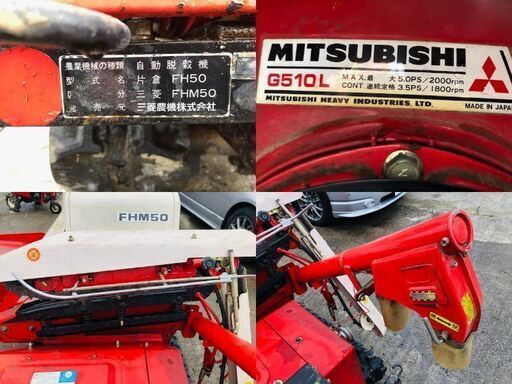 農業機械の種類 自動脱穀機
型式名 片倉 FH50
区分 三菱 FHM50
販売元 三菱農機株式会社
MITSUBISHI
G510L MAX.最大5.0PS/2000rpm
CONT.連続定格3.5PS/1800rpm
MITSUBISHI HEAVY INDUSTRIES, LTD. MADE IN JAPAN
FHM50